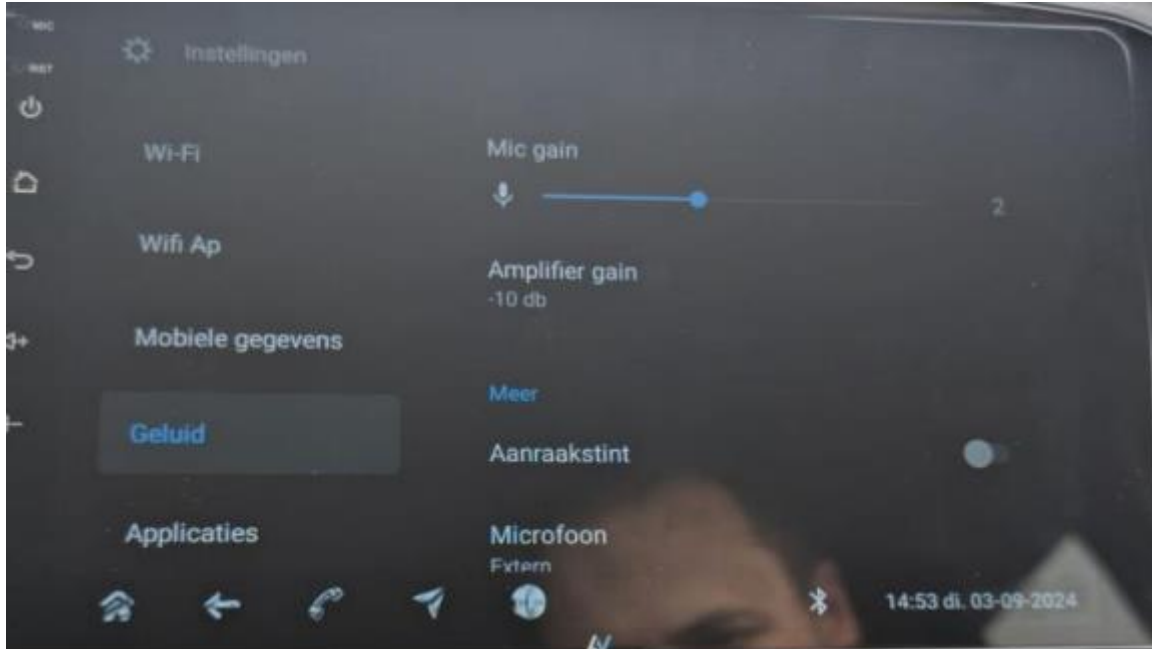 MIC
RST
Instellingen
Wi-Fi
Wifi Ap
Mobiele gegevens
Geluid
Applicaties
Mic gain
2
Amplifier gain
-10 db
Meer
Aanraakstint
Microfoon
Extern
14:53 di. 03-09-2024